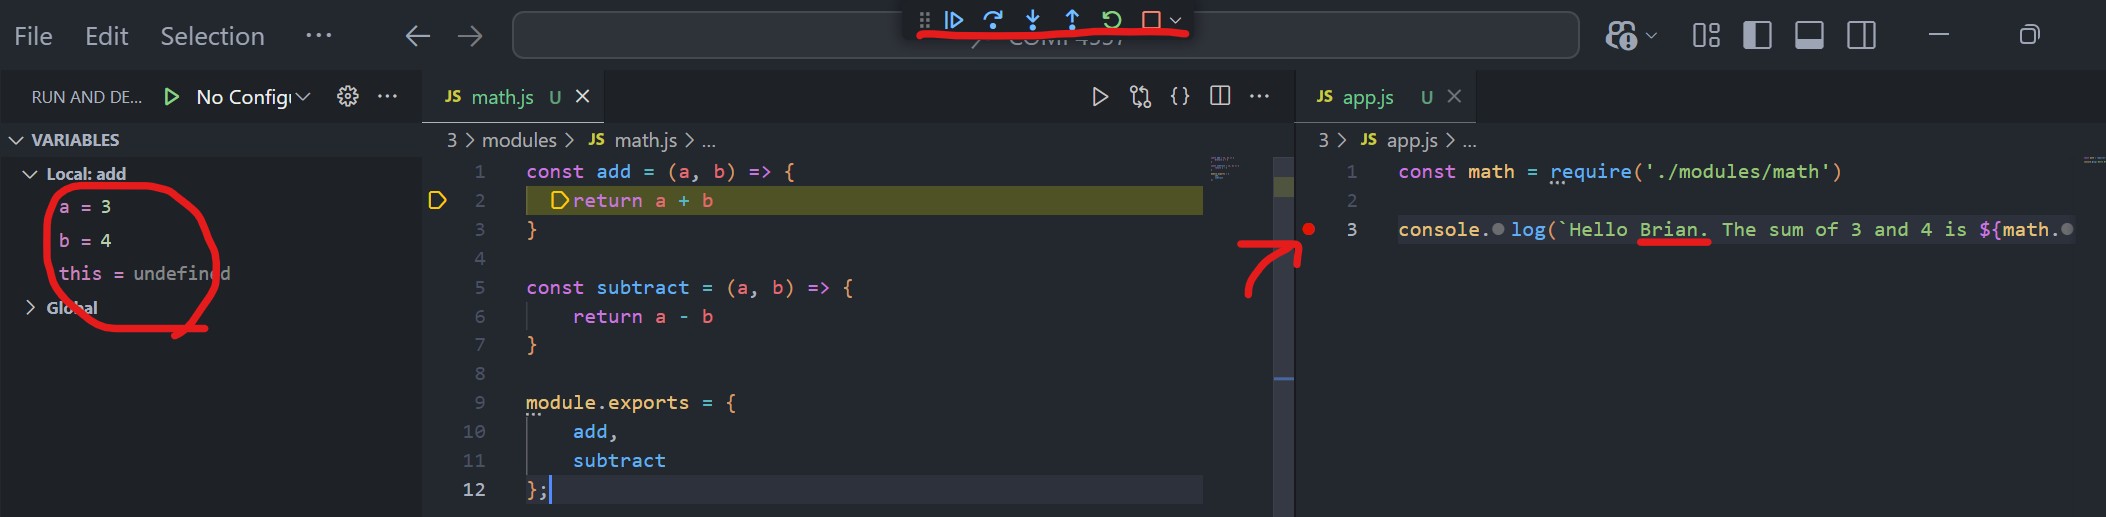 File Edit Selection ···
RUN AND DE... No Config ···
VARIABLES
Local: add
a = 3
b = 4
this = undefined
Global
JS math.js U
3 > modules > JS math.js > ...
1 const add = (a, b) => {
2 return a + b
3 }
4
5 const subtract = (a, b) => {
6 return a - b
7 }
8
9 module.exports = {
10 add,
11 subtract
12 };
JS app.js U
3 > JS app.js > ...
1 const math = require('./modules/math')
2
3 console.log(`Hello Brian. The sum of 3 and 4 is ${math.